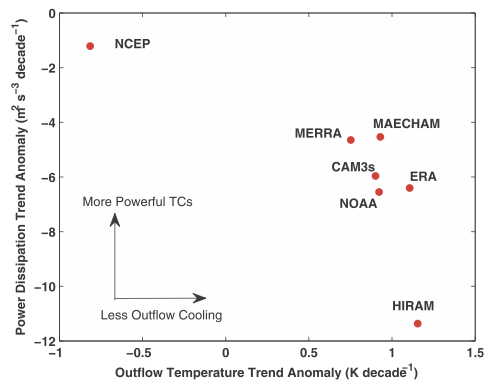 0
−2
−4
−6
−8
−10
−12
−1
−0.5
0
0.5
1
1.5
Power Dissipation Trend Anomaly (m² s⁻³ decade⁻¹)
Outflow Temperature Trend Anomaly (K decade⁻¹)
NCEP
MERRA
MAECHAM
CAM3s
ERA
NOAA
HIRAM
More Powerful TCs
Less Outflow Cooling